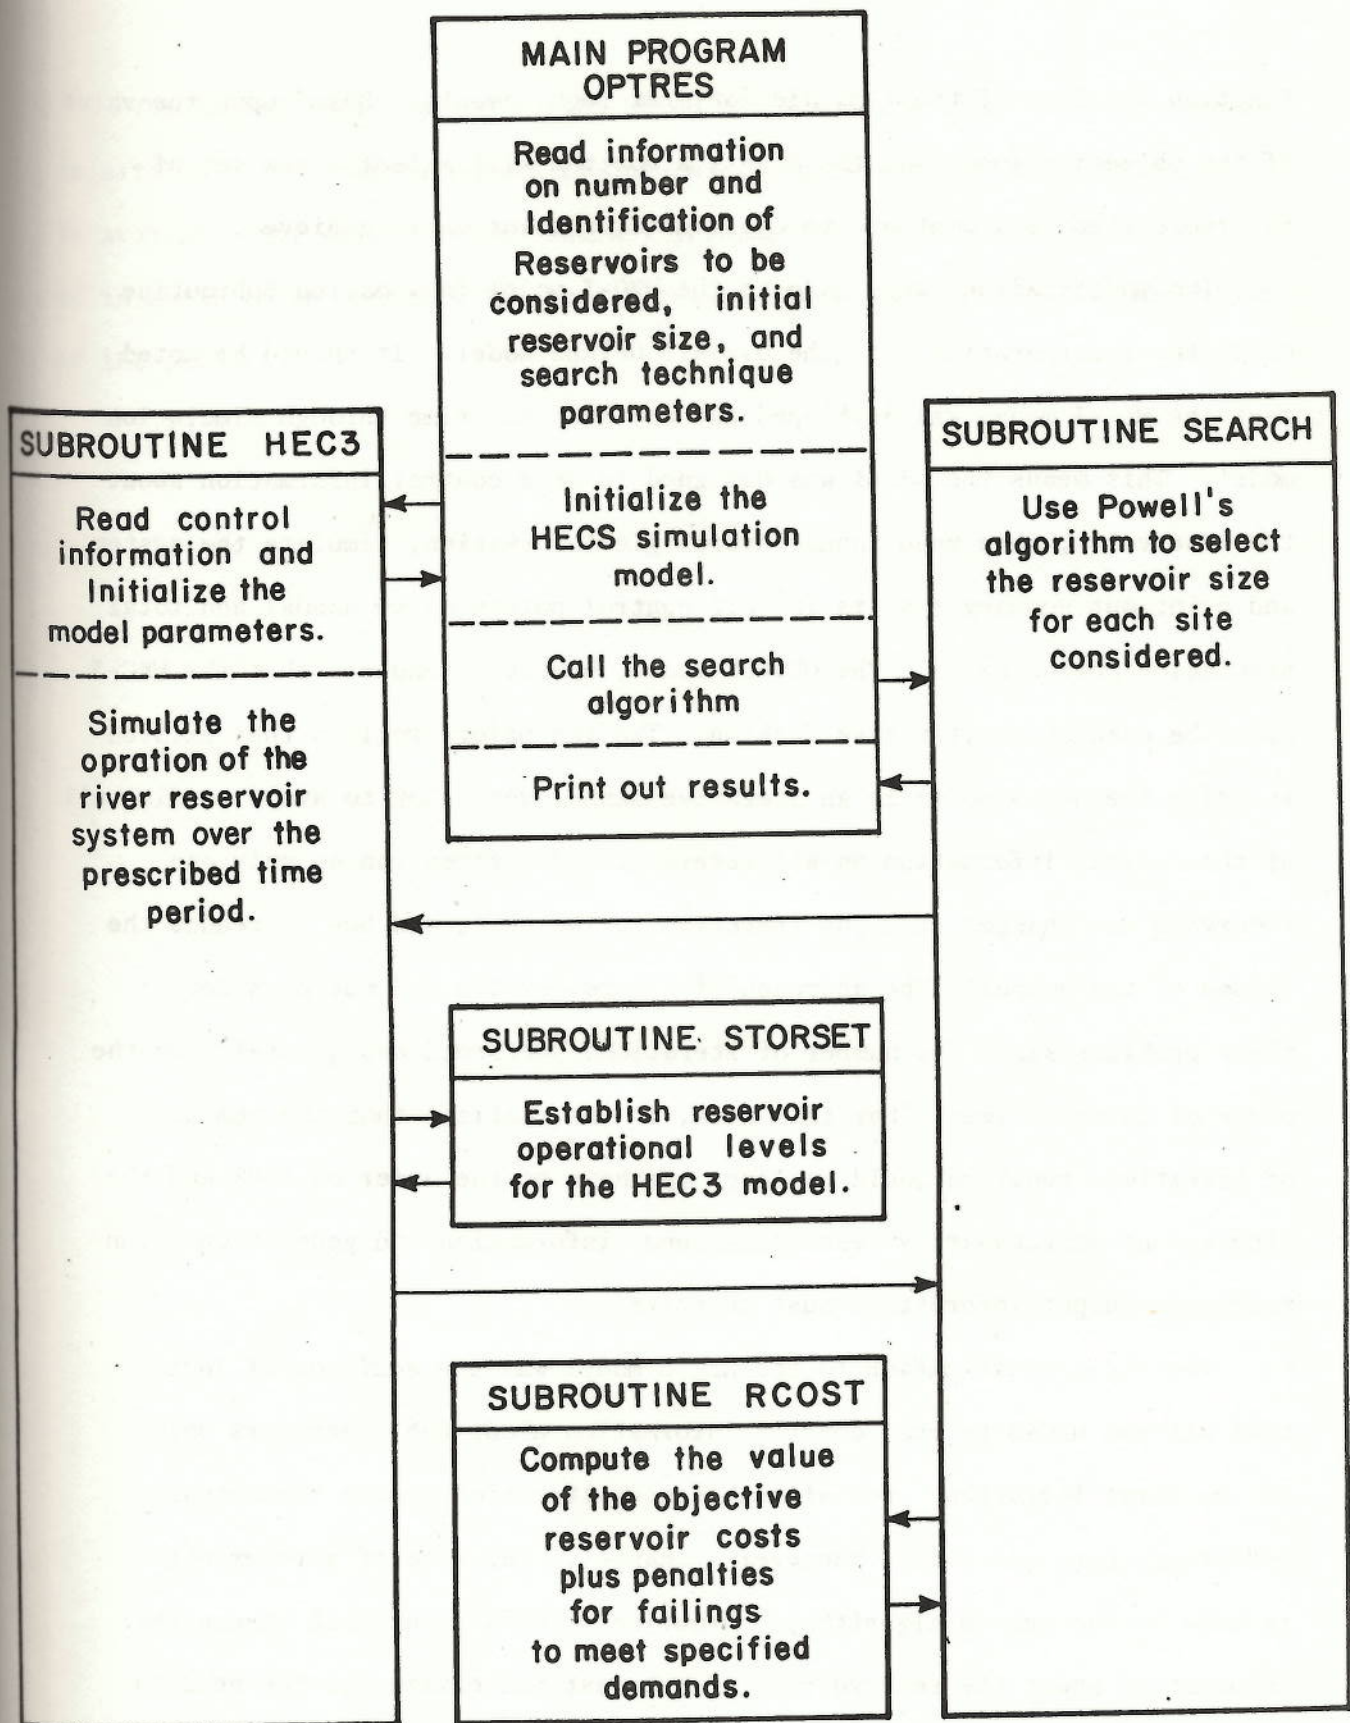 MAIN PROGRAM
OPTRES
Read information
on number and
Identification of
Reservoirs to be
considered, initial
reservoir size, and
search technique
parameters.
Initialize the
HECS simulation
model.
Call the search
algorithm
Print out results.
SUBROUTINE HEC3
Read control
information and
Initialize the
model parameters.
Simulate the
opration of the
river reservoir
system over the
prescribed time
period.
SUBROUTINE SEARCH
Use Powell's
algorithm to select
the reservoir size
for each site
considered.
SUBROUTINE STORSET
Establish reservoir
operational levels
for the HEC3 model.
SUBROUTINE RCOST
Compute the value
of the objective
reservoir costs
plus penalties
for failings
to meet specified
demands.